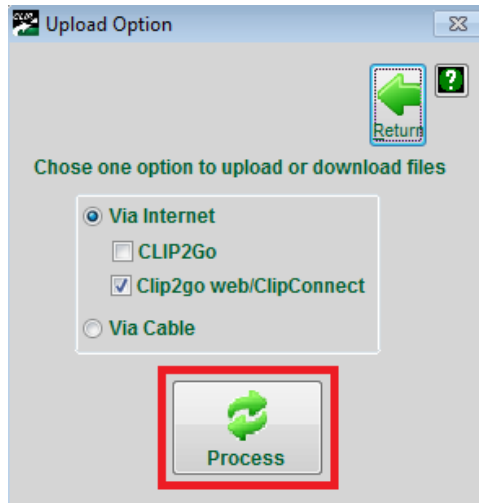 CLIP
Upload Option
?
Return
Chose one option to upload or download files
Via Internet
CLIP2Go
Clip2go web/ClipConnect
Via Cable
Process